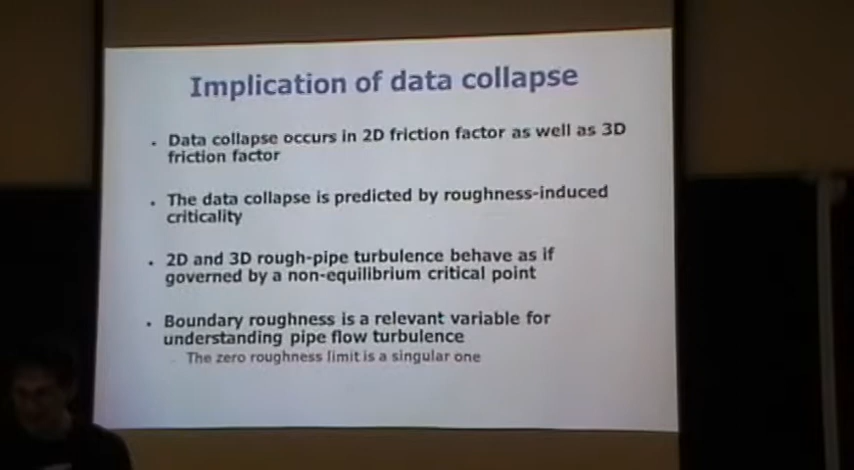 Implication of data collapse
• Data collapse occurs in 2D friction factor as well as 3D
friction factor
• The data collapse is predicted by roughness-induced
criticality
• 2D and 3D rough-pipe turbulence behave as if
governed by a non-equilibrium critical point
• Boundary roughness is a relevant variable for
understanding pipe flow turbulence
– The zero roughness limit is a singular one